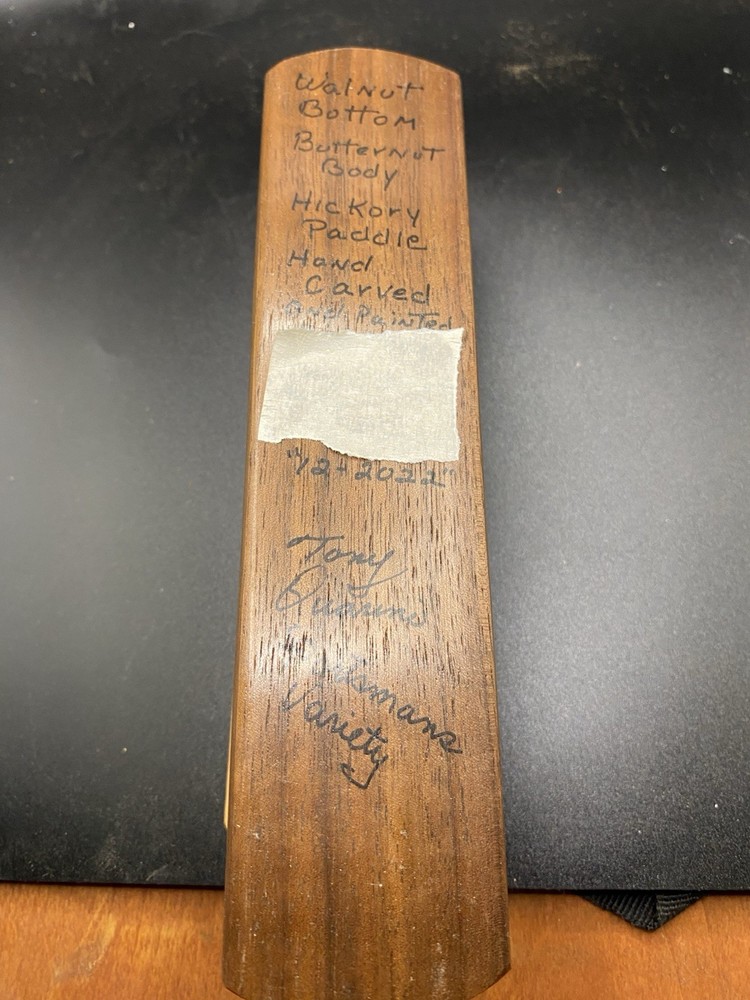 Walnut
Bottom
Butternut
Body
Hickory
Paddle
Hand
Carved
And Painted
"12-2022"
Tony
Variety